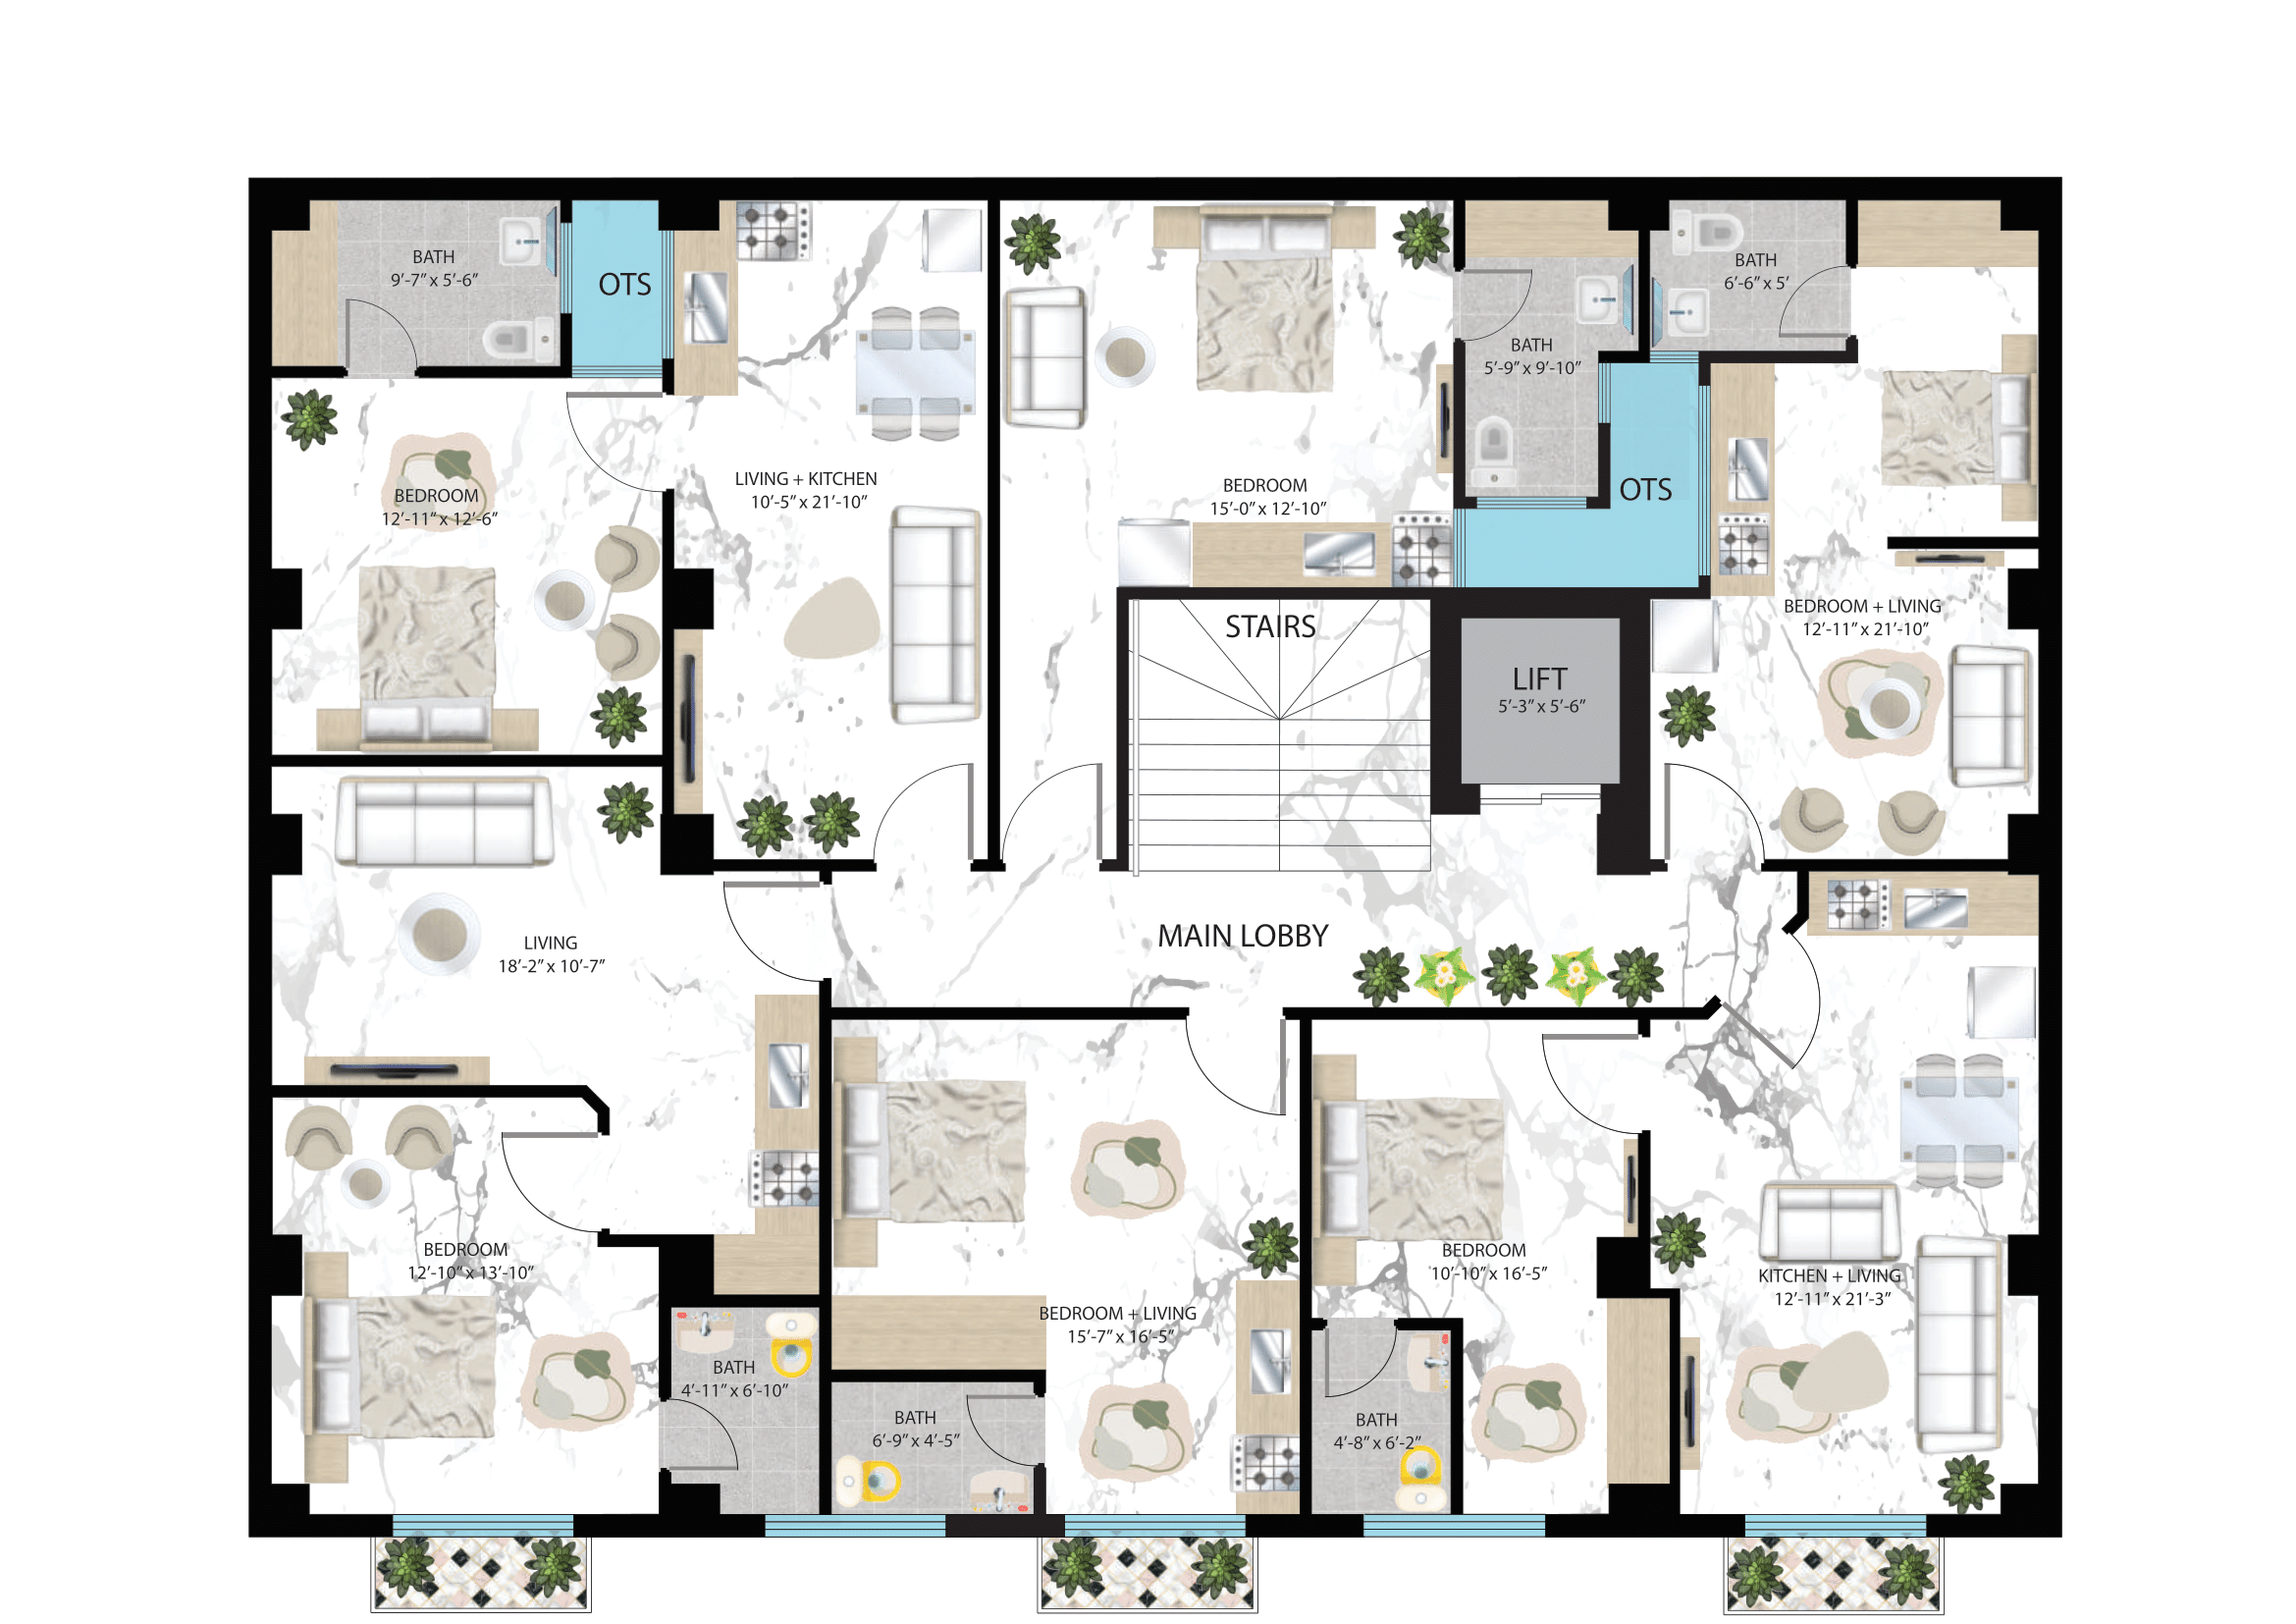 BATH
9’-7” x 5’-6”
OTS
BATH
6’-6” x 5’
BATH
5’-9” x 9’-10”
OTS
LIVING + KITCHEN
10’-5” x 21’-10”
BEDROOM
12’-11” x 12’-6”
BEDROOM
15’-0” x 12’-10”
STAIRS
LIFT
5’-3” x 5’-6”
BEDROOM + LIVING
12’-11” x 21’-10”
LIVING
18’-2” x 10’-7”
MAIN LOBBY
BEDROOM
12’-10” x 13’-10”
BEDROOM + LIVING
15’-7” x 16’-5”
BEDROOM
10’-10” x 16’-5”
KITCHEN + LIVING
12’-11” x 21’-3”
BATH
4’-11” x 6’-10”
BATH
6’-9” x 4’-5”
BATH
4’-8” x 6’-2”